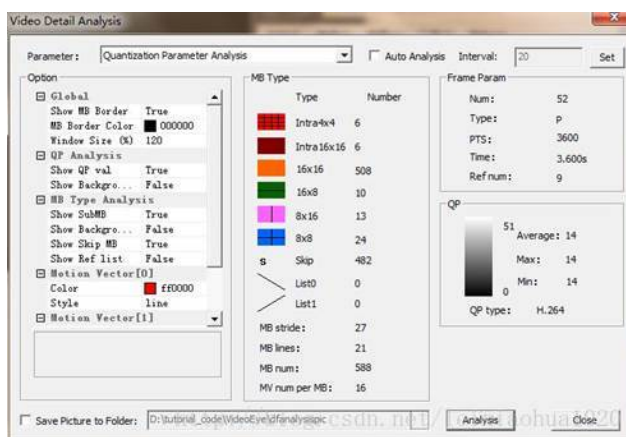 Video Detail Analysis
Parameter: Quantization Parameter Analysis Auto Analysis Interval: 20 Set
Option
Global
Show MB Border True
MB Border Color 000000
Window Size (%) 120
QP Analysis
Show QP val True
Show Backgro... False
MB Type Analysis
Show SubMB True
Show Backgro... False
Show Skip MB True
Show Ref list False
Motion Vector[0]
Color ff0000
Style line
Motion Vector[1]
MB Type
Type Number
Intra4x4 6
Intra16x16 6
16x16 508
16x8 10
8x16 13
8x8 24
S Skip 482
List0 0
List1 0
MB stride: 27
MB lines: 21
MB num: 588
MV num per MB: 16
Frame Param
Num: 52
Type: P
PTS: 3600
Time: 3.600s
Ref num: 9
QP
51
0
Average: 14
Max: 14
Min: 14
QP type: H.264
Save Picture to Folder: D:\tutorial_code\VideoEye\dfanalysispic
Analysis Close